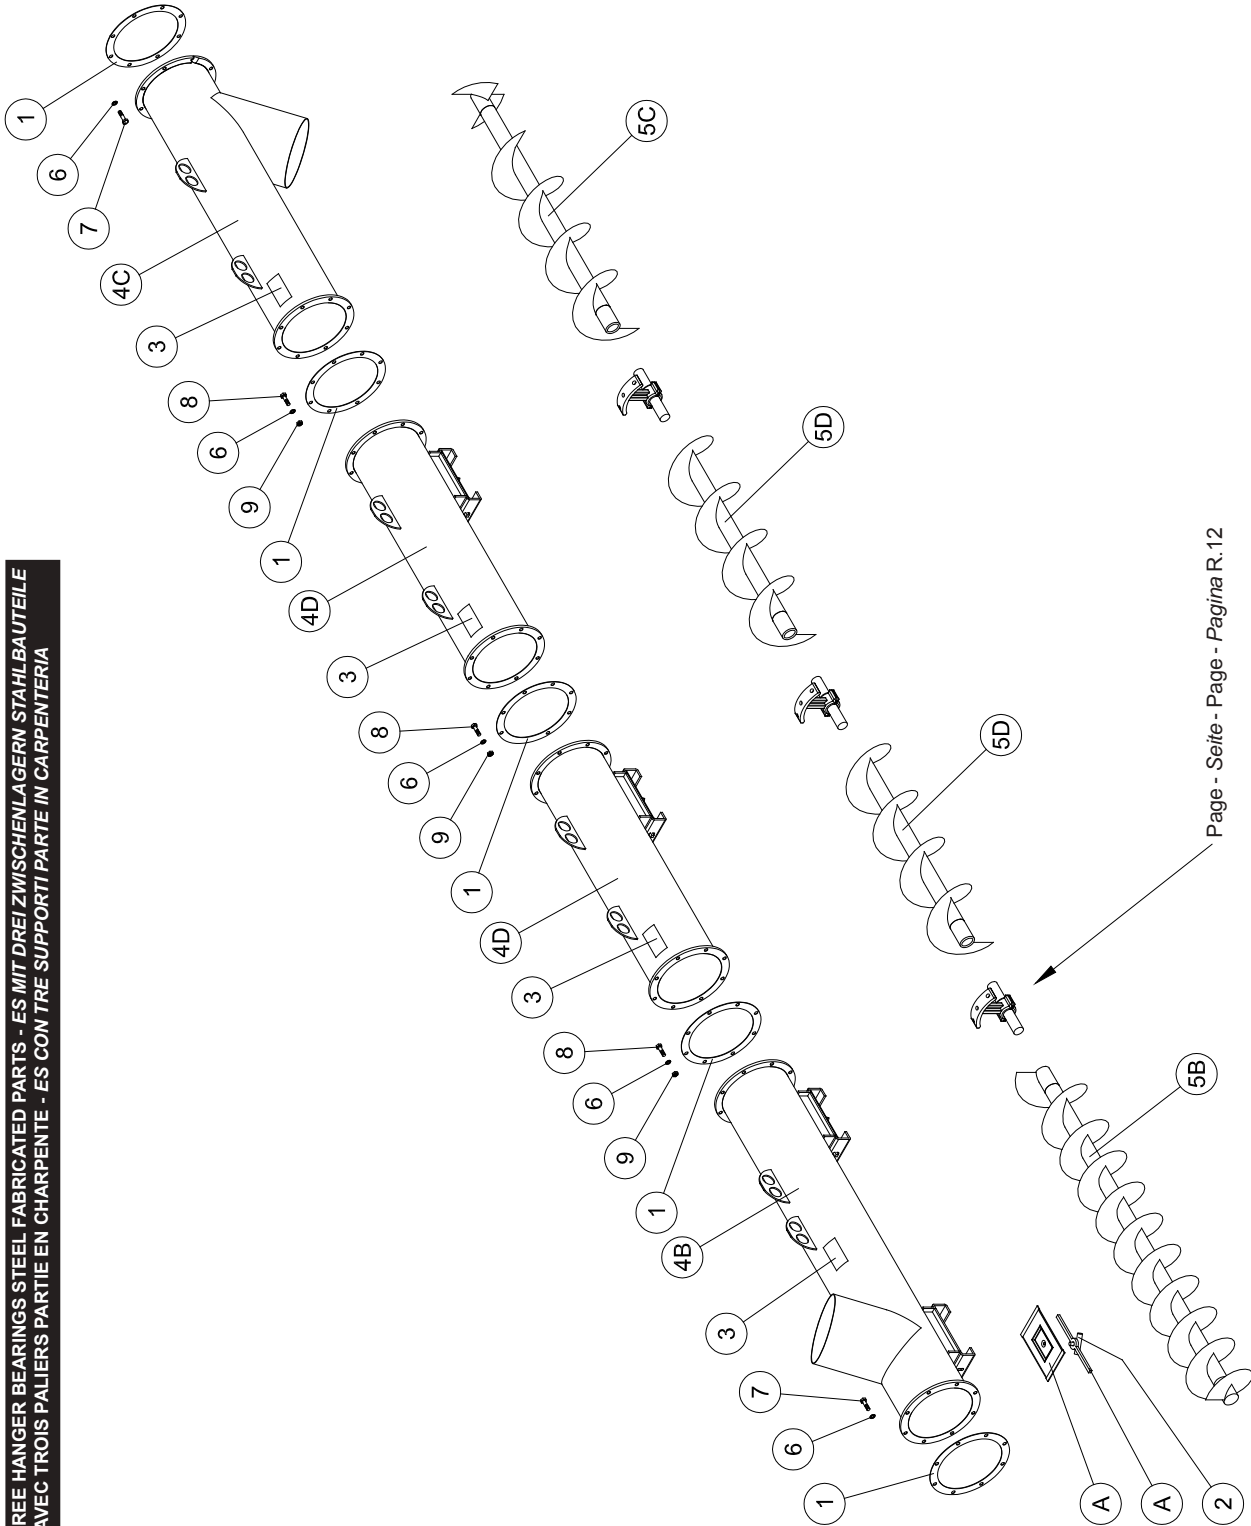 REE HANGER BEARINGS STEEL FABRICATED PARTS - ES MIT DREI ZWISCHENLAGERN STAHLBAUTEILE
AVEC TROIS PALIERS PARTIE EN CHARPENTE - ES CON TRE SUPPORTI PARTE IN CARPENTERIA
1
6
7
4C
3
8
6
9
1
4D
3
8
6
9
1
4D
3
8
6
9
1
4B
3
7
6
1
5C
5D
5D
5B
A
A
2
Page - Seite - Page - Pagina R.12